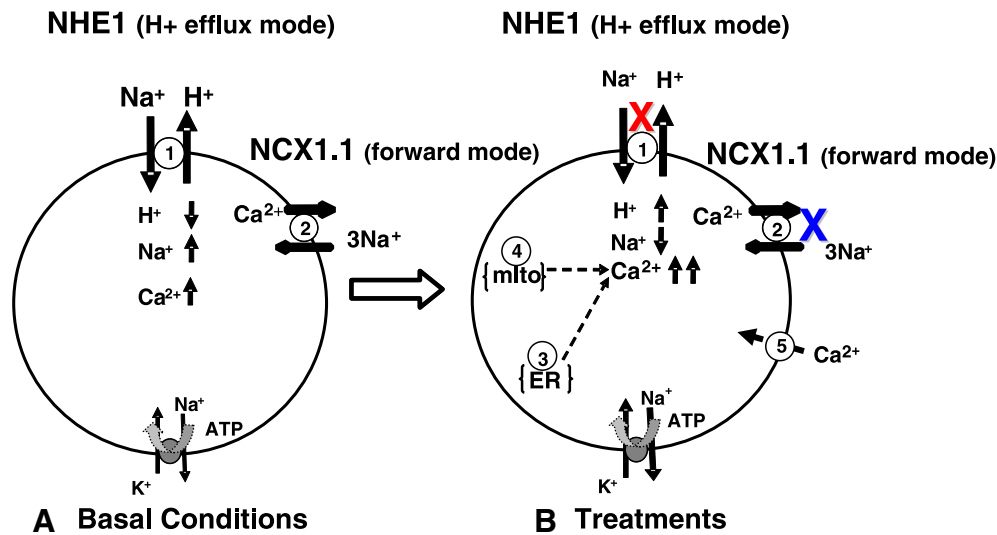 NHE1 (H+ efflux mode)
Na⁺ H⁺
1
NCX1.1 (forward mode)
Ca²⁺
2
3Na⁺
H⁺
Na⁺
Ca²⁺
Na⁺
ATP
K⁺
A Basal Conditions
NHE1 (H+ efflux mode)
Na⁺ H⁺
X
1
NCX1.1 (forward mode)
Ca²⁺
2
X
3Na⁺
H⁺
Na⁺
4
{mito}
Ca²⁺
3
{ER}
5
Ca²⁺
Na⁺
ATP
K⁺
B Treatments